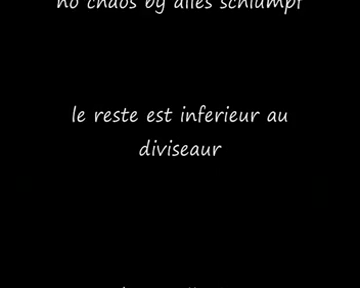 no chaos by alles schlumpf
le reste est inferieur au
diviseaur